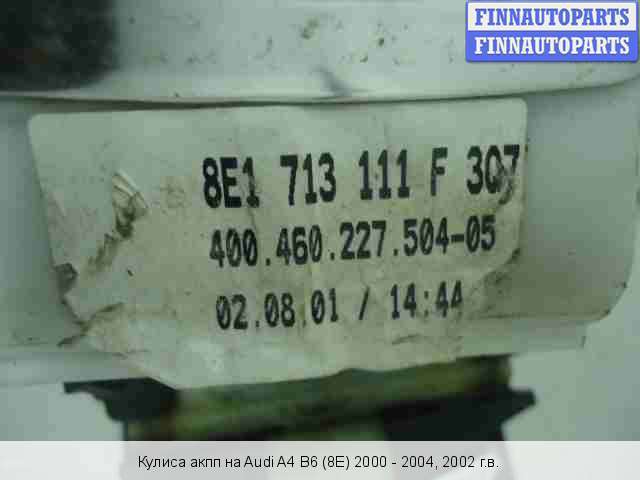 FINNAUTOPARTS
FINNAUTOPARTS
8E1 713 111 F 3Q7
400.460.227.504-05
02.08.01 / 14:44
Кулиса акпп на Audi A4 B6 (8E) 2000 - 2004, 2002 г.в.